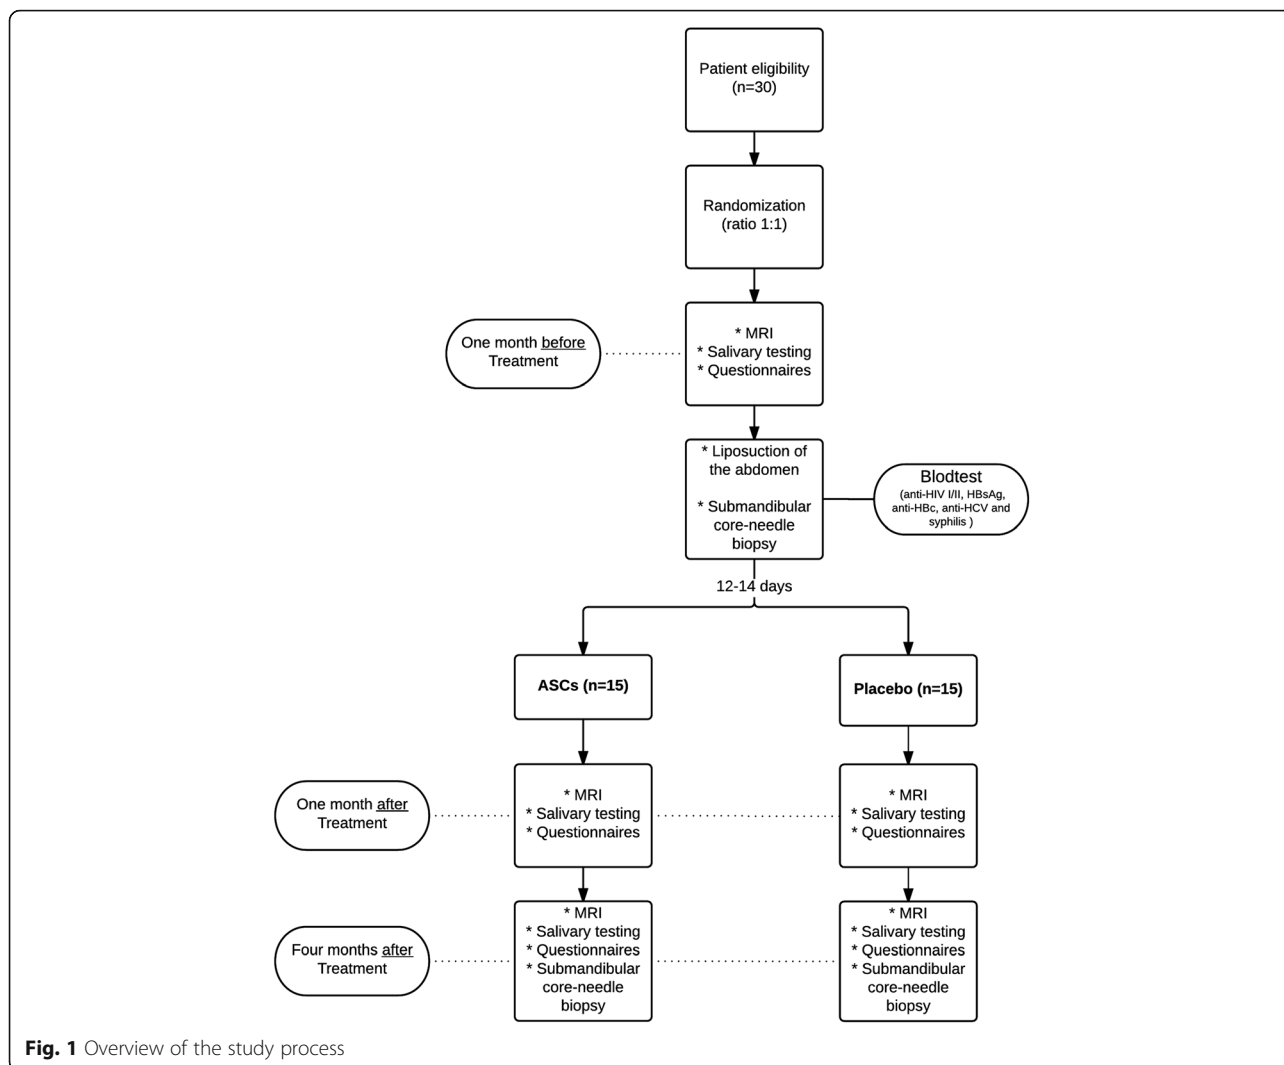 Patient eligibility
(n=30)
Randomization
(ratio 1:1)
One month before
Treatment
* MRI
* Salivary testing
* Questionnaires
* Liposuction of
the abdomen
* Submandibular
core-needle
biopsy
Blodtest
(anti-HIV I/II, HBsAg,
anti-HBc, anti-HCV and
syphilis )
12-14 days
ASCs (n=15)
Placebo (n=15)
One month after
Treatment
* MRI
* Salivary testing
* Questionnaires
* MRI
* Salivary testing
* Questionnaires
Four months after
Treatment
* MRI
* Salivary testing
* Questionnaires
* Submandibular
core-needle
biopsy
* MRI
* Salivary testing
* Questionnaires
* Submandibular
core-needle
biopsy
Fig. 1 Overview of the study process